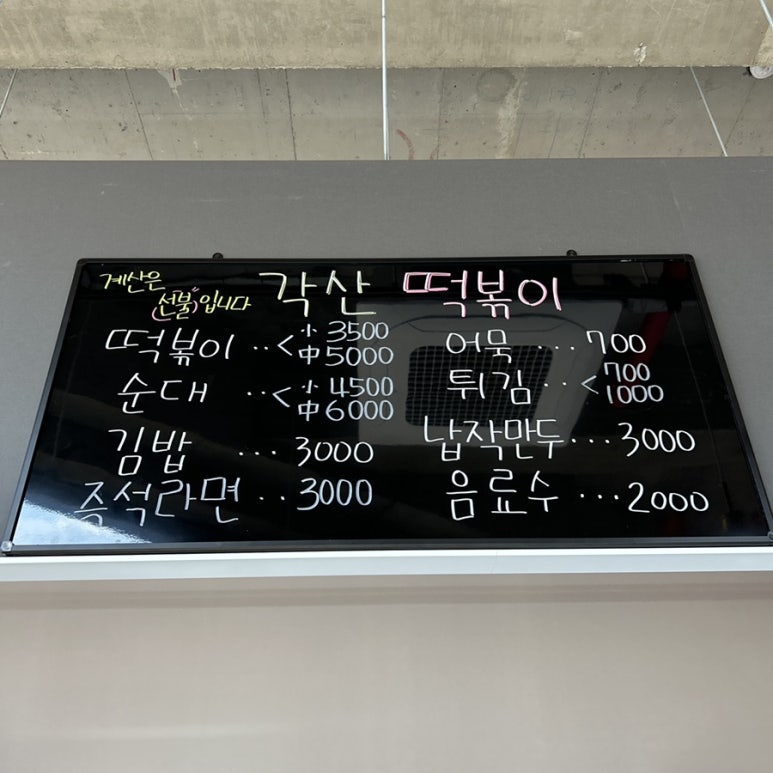 계산은 선불입니다
각산 떡볶이
떡볶이 ··< 小 3500
中 5000
순대 ··< 小 4500
中 6000
김밥 ··· 3000
즉석라면 ·· 3000
어묵 ··· 700
튀김 ··< 700
1000
납작만두 ··· 3000
음료수 ··· 2000